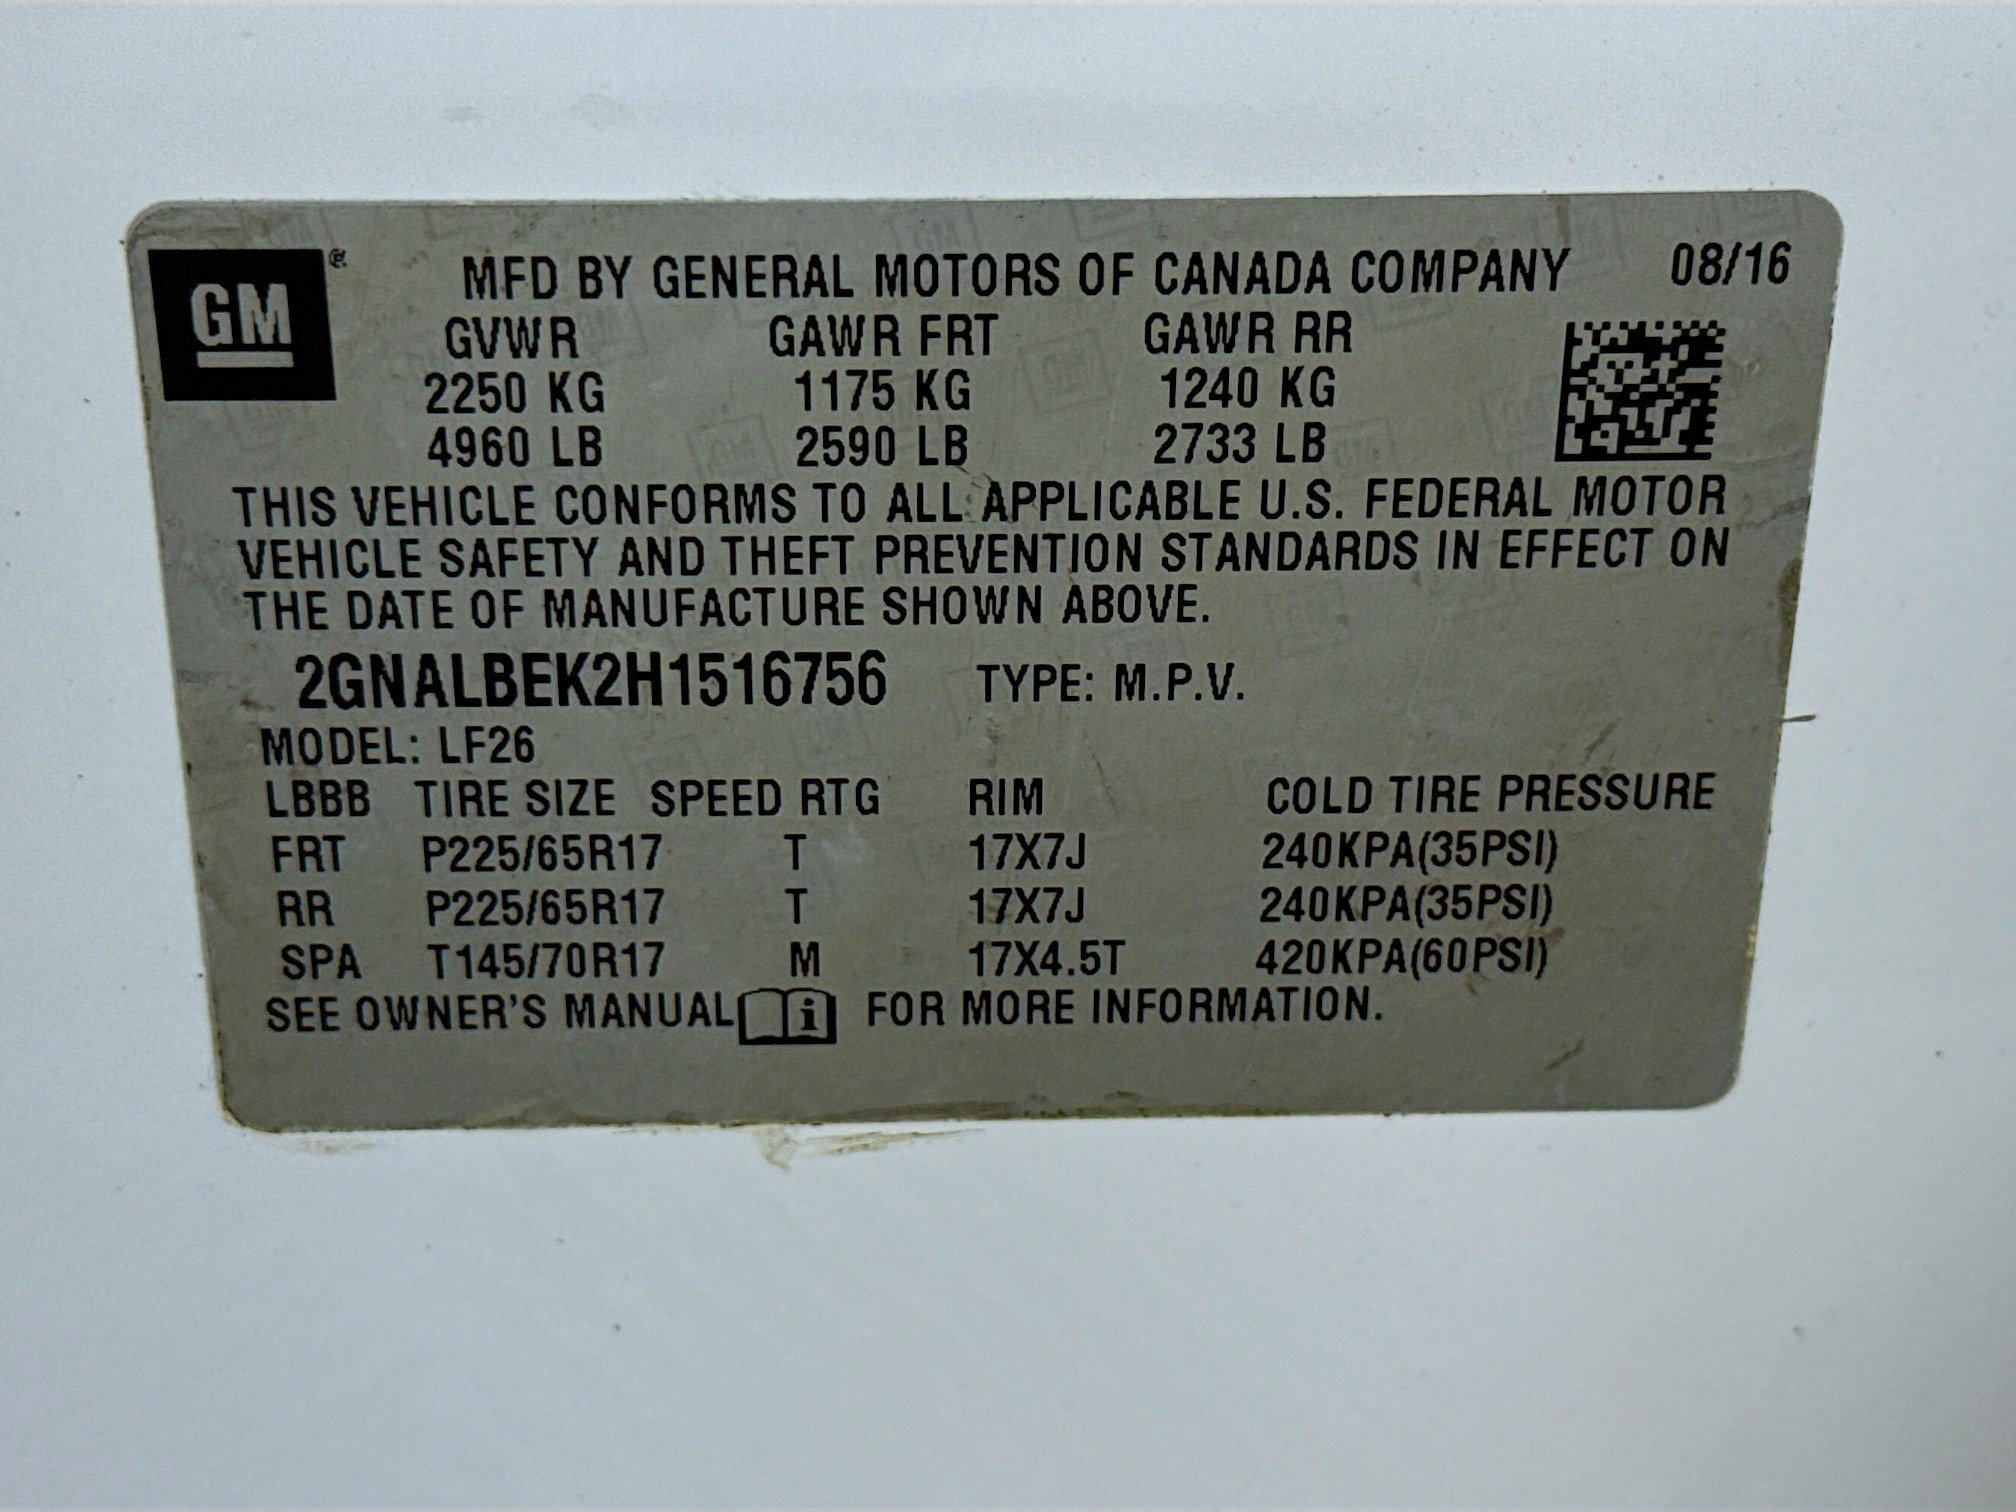 GM ®
MFD BY GENERAL MOTORS OF CANADA COMPANY 08/16
GVWR GAWR FRT GAWR RR
2250 KG 1175 KG 1240 KG
4960 LB 2590 LB 2733 LB
THIS VEHICLE CONFORMS TO ALL APPLICABLE U.S. FEDERAL MOTOR
VEHICLE SAFETY AND THEFT PREVENTION STANDARDS IN EFFECT ON
THE DATE OF MANUFACTURE SHOWN ABOVE.
2GNALBEK2H1516756 TYPE: M.P.V.
MODEL: LF26
LBBB TIRE SIZE SPEED RTG RIM COLD TIRE PRESSURE
FRT P225/65R17 T 17X7J 240KPA(35PSI)
RR P225/65R17 T 17X7J 240KPA(35PSI)
SPA T145/70R17 M 17X4.5T 420KPA(60PSI)
SEE OWNER'S MANUAL i FOR MORE INFORMATION.